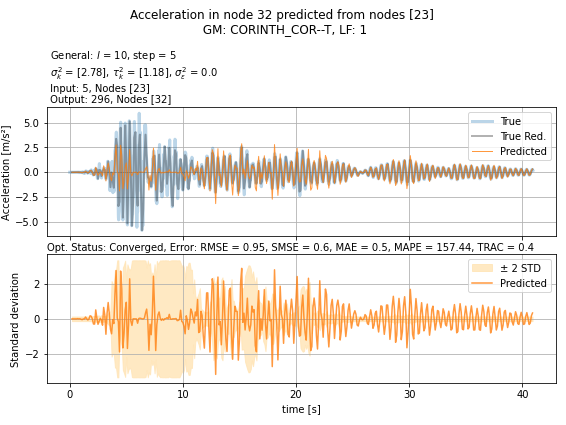 Acceleration in node 32 predicted from nodes [23]
GM: CORINTH_COR--T, LF: 1
General: l = 10, step = 5
σ²ₖ = [2.78], τ²ₖ = [1.18], σ²ε = 0.0
Input: 5, Nodes [23]
Output: 296, Nodes [32]
Acceleration [m/s²]
5.0
2.5
0.0
−2.5
−5.0
True
True Red.
Predicted
Opt. Status: Converged, Error: RMSE = 0.95, SMSE = 0.6, MAE = 0.5, MAPE = 157.44, TRAC = 0.4
Standard deviation
2
0
−2
± 2 STD
Predicted
0 10 20 30 40
time [s]